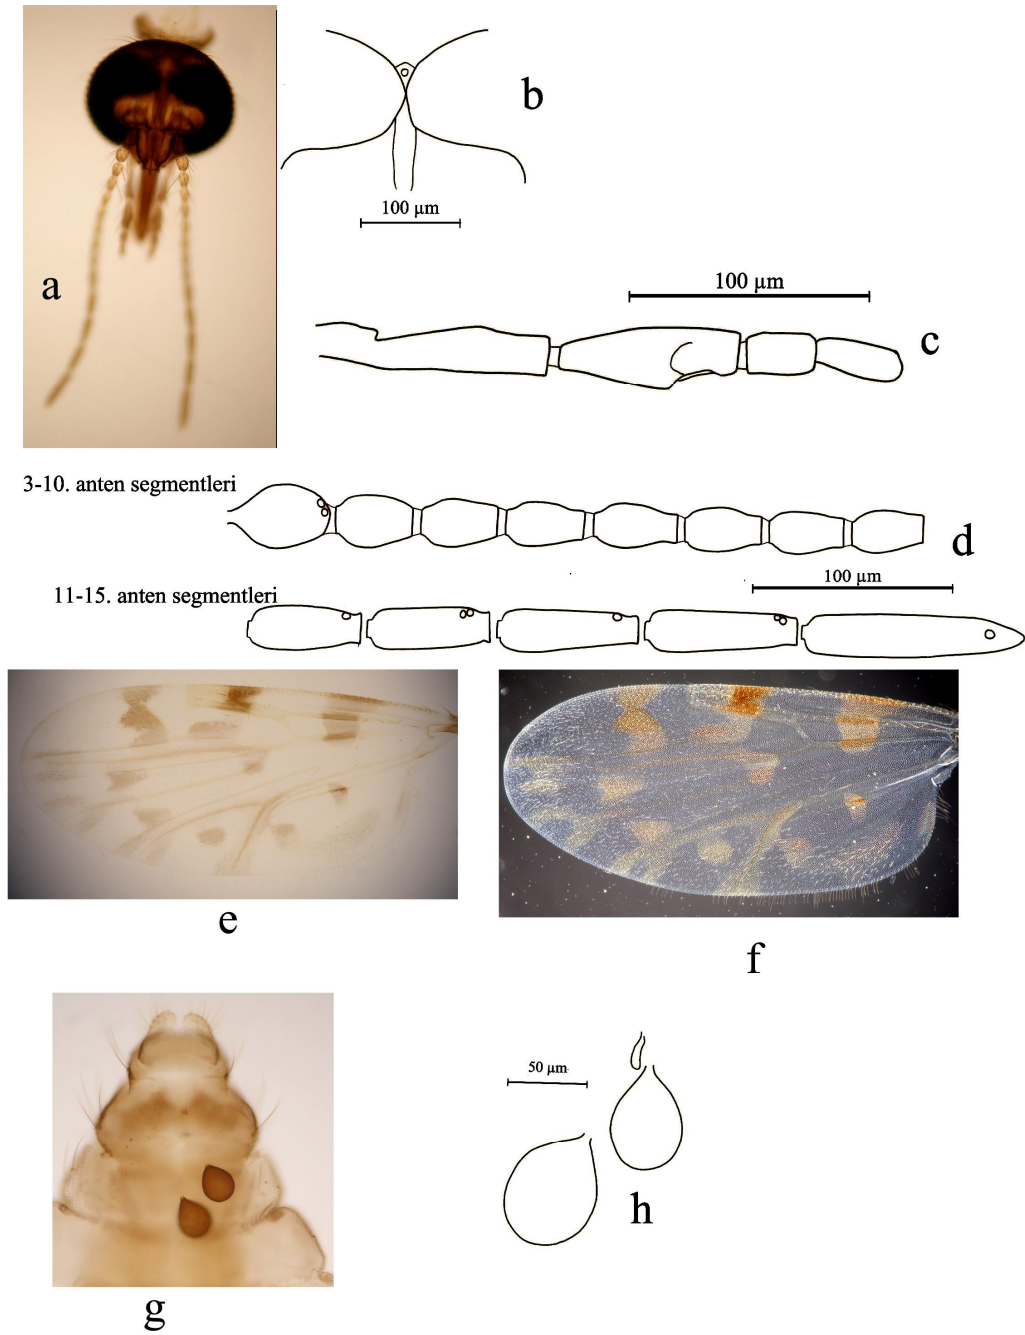 b
100 µm
a
100 µm
c
3-10. anten segmentleri
d
100 µm
11-15. anten segmentleri
e
f
50 µm
h
g